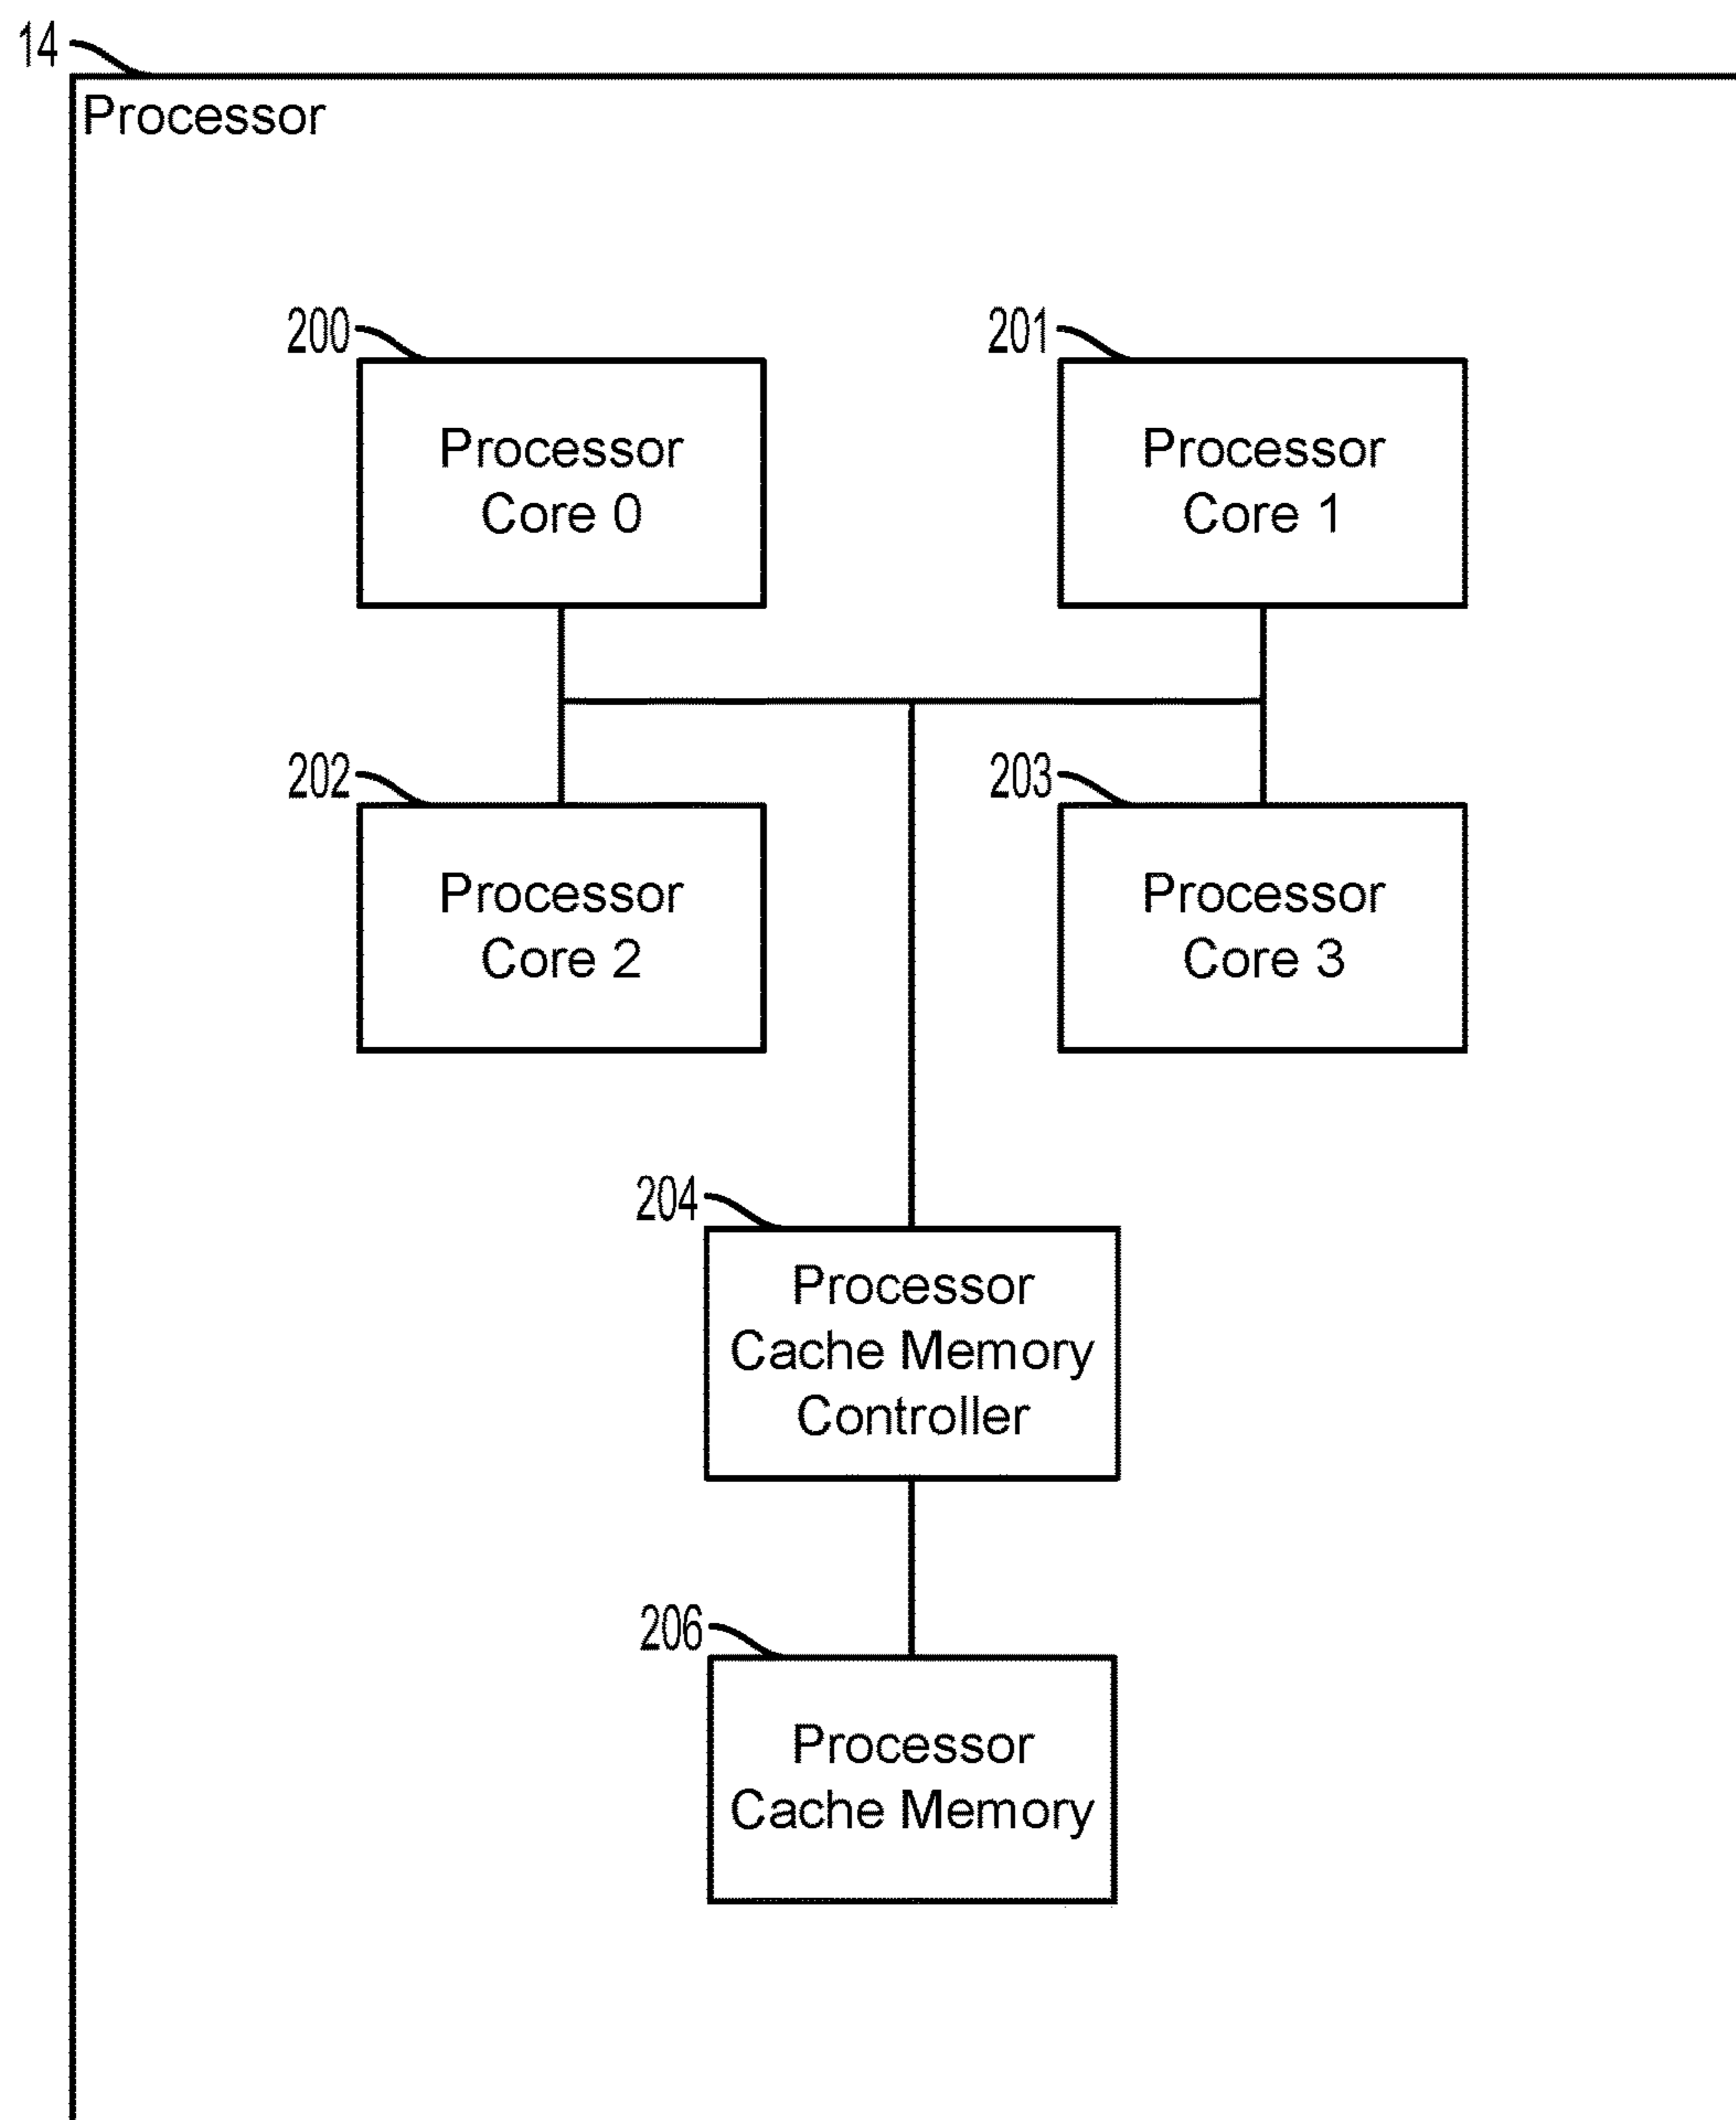 14
Processor
200
Processor
Core 0
201
Processor
Core 1
202
Processor
Core 2
203
Processor
Core 3
204
Processor
Cache Memory
Controller
206
Processor
Cache Memory